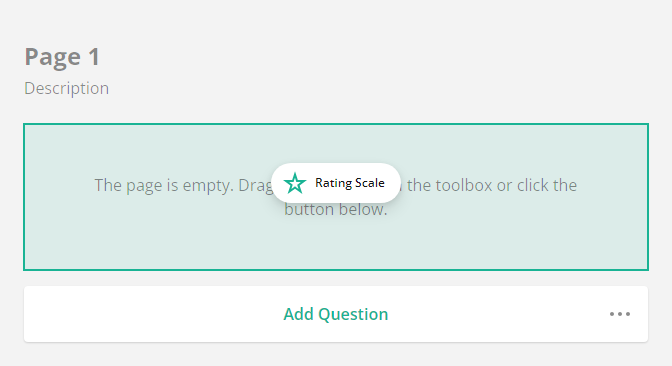 Page 1
Description
The page is empty. Drag
Rating Scale
the toolbox or click the
button below.
Add Question